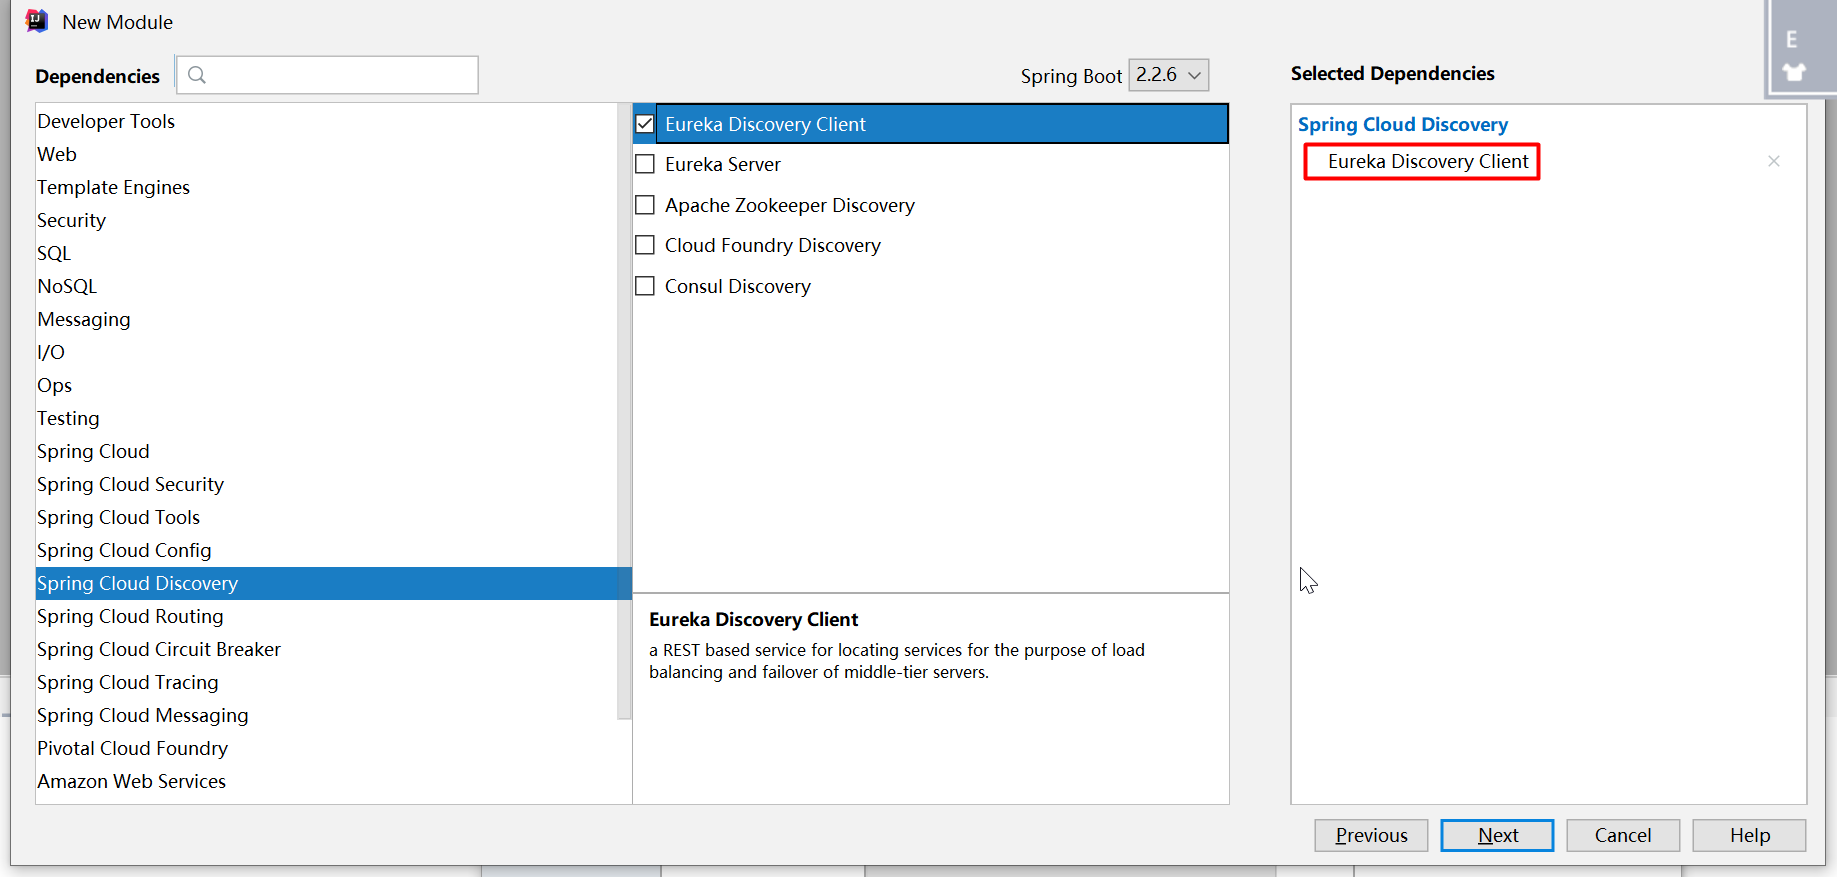 New Module
Dependencies
Spring Boot 2.2.6
Selected Dependencies
E
Developer Tools
Web
Template Engines
Security
SQL
NoSQL
Messaging
I/O
Ops
Testing
Spring Cloud
Spring Cloud Security
Spring Cloud Tools
Spring Cloud Config
Spring Cloud Discovery
Spring Cloud Routing
Spring Cloud Circuit Breaker
Spring Cloud Tracing
Spring Cloud Messaging
Pivotal Cloud Foundry
Amazon Web Services
Eureka Discovery Client
Eureka Server
Apache Zookeeper Discovery
Cloud Foundry Discovery
Consul Discovery
Eureka Discovery Client
a REST based service for locating services for the purpose of load
balancing and failover of middle-tier servers.
Spring Cloud Discovery
Eureka Discovery Client
Previous
Next
Cancel
Help